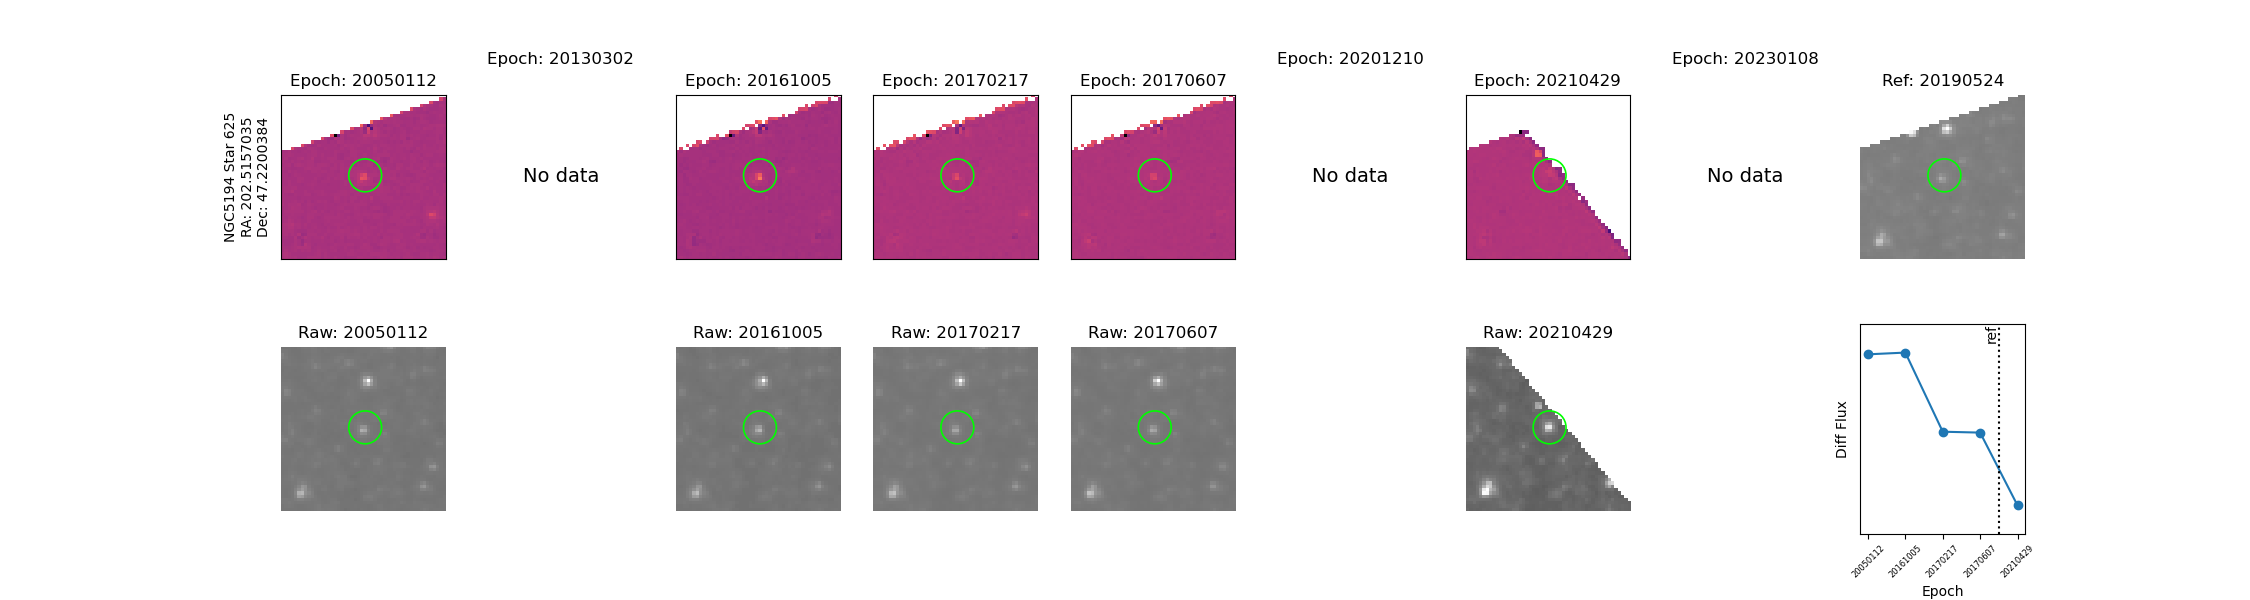 Epoch: 20130302
Epoch: 20201210
Epoch: 20230108
Epoch: 20050112
Epoch: 20161005
Epoch: 20170217
Epoch: 20170607
Epoch: 20210429
Ref: 20190524
NGC5194 Star 625
RA: 202.5157035
Dec: 47.2200384
No data
No data
No data
Raw: 20050112
Raw: 20161005
Raw: 20170217
Raw: 20170607
Raw: 20210429
ref
Diff Flux
20050112
20161005
20170217
20170607
20210429
Epoch